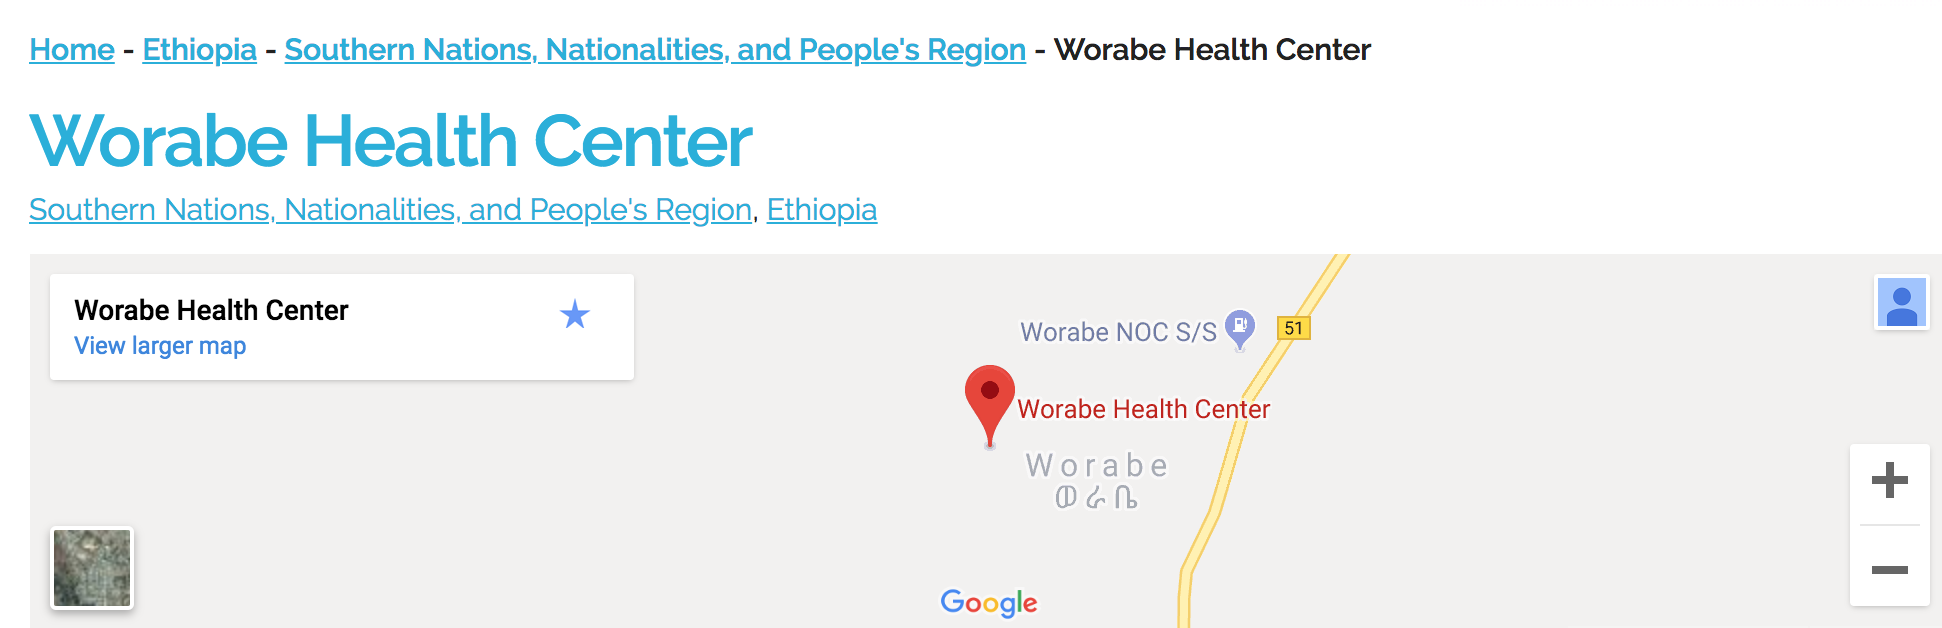 Home - Ethiopia - Southern Nations, Nationalities, and People's Region - Worabe Health Center
Worabe Health Center
Southern Nations, Nationalities, and People's Region, Ethiopia
Worabe Health Center
View larger map
Worabe NOC S/S
51
Worabe Health Center
Worabe
ወራቤ
Google